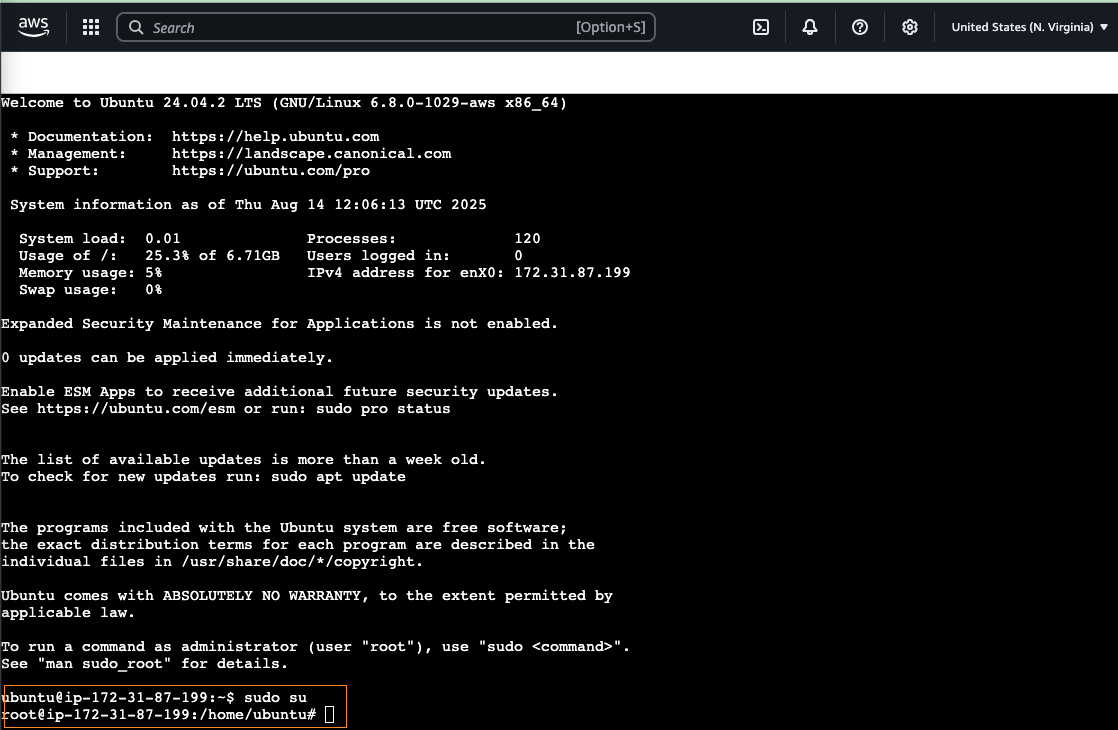 aws
Search [Option+S]
United States (N. Virginia)
Welcome to Ubuntu 24.04.2 LTS (GNU/Linux 6.8.0-1029-aws x86_64)
* Documentation:  https://help.ubuntu.com
* Management:     https://landscape.canonical.com
* Support:        https://ubuntu.com/pro
System information as of Thu Aug 14 12:06:13 UTC 2025
System load:  0.01              Processes:             120
Usage of /:   25.3% of 6.71GB   Users logged in:       0
Memory usage: 5%                IPv4 address for enX0: 172.31.87.199
Swap usage:   0%
Expanded Security Maintenance for Applications is not enabled.
0 updates can be applied immediately.
Enable ESM Apps to receive additional future security updates.
See https://ubuntu.com/esm or run: sudo pro status
The list of available updates is more than a week old.
To check for new updates run: sudo apt update
The programs included with the Ubuntu system are free software;
the exact distribution terms for each program are described in the
individual files in /usr/share/doc/*/copyright.
Ubuntu comes with ABSOLUTELY NO WARRANTY, to the extent permitted by
applicable law.
To run a command as administrator (user "root"), use "sudo <command>".
See "man sudo_root" for details.
ubuntu@ip-172-31-87-199:~$ sudo su
root@ip-172-31-87-199:/home/ubuntu#